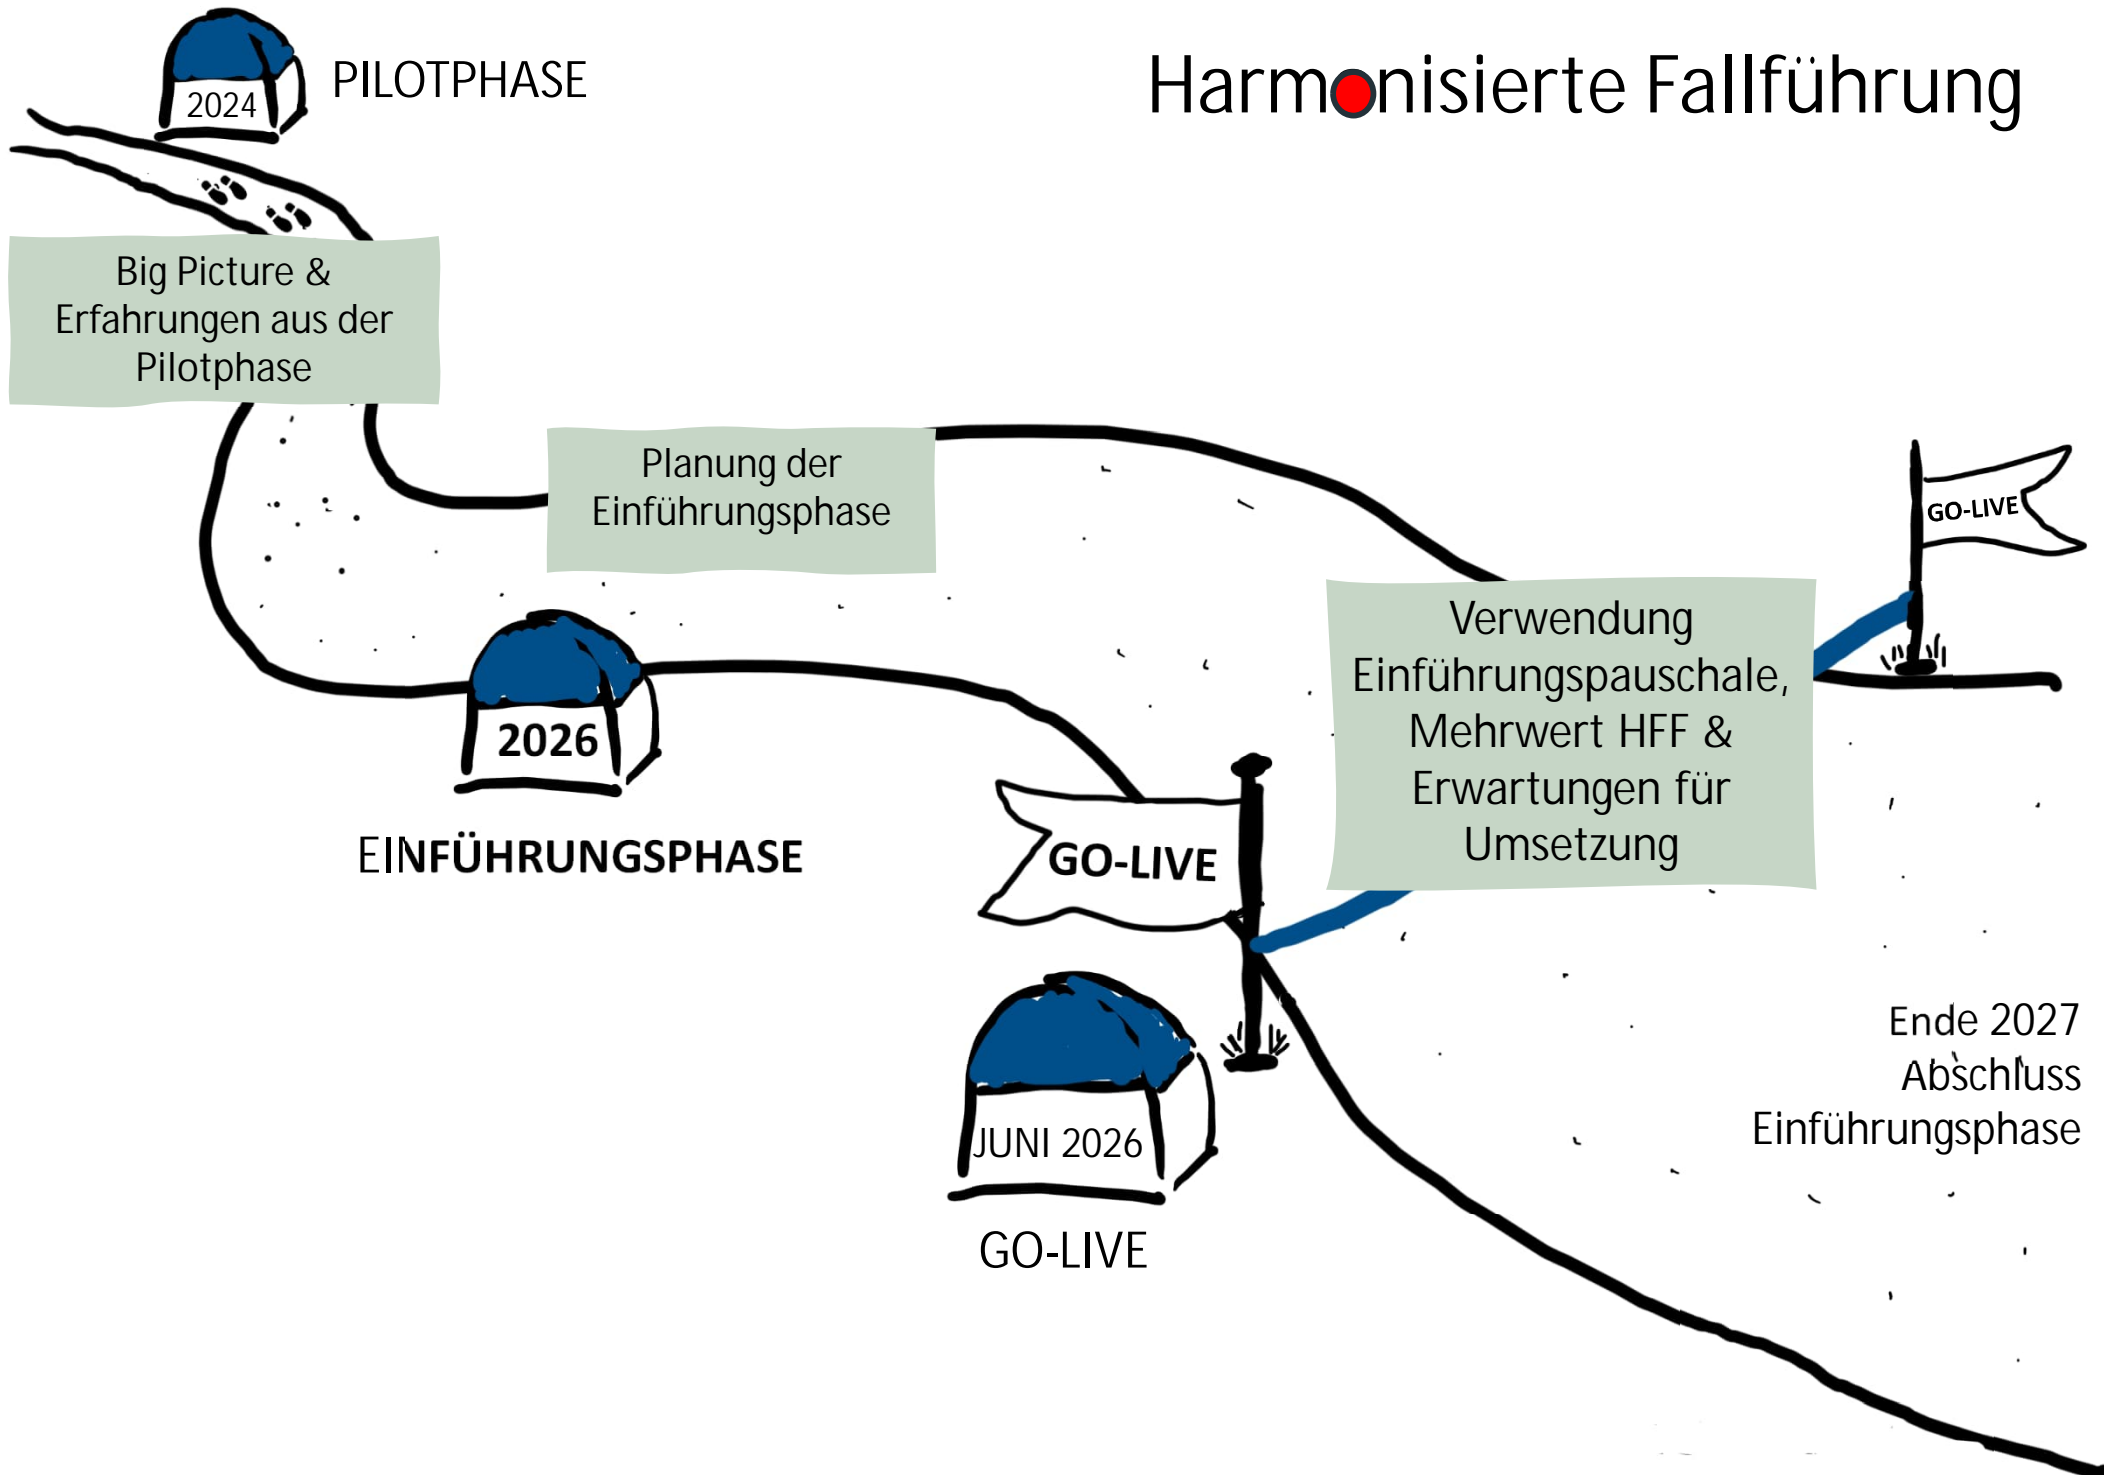 PILOTPHASE
2024
Harmonisierte Fallführung
Big Picture &
Erfahrungen aus der
Pilotphase
Planung der
Einführungsphase
GO-LIVE
Verwendung
Einführungspauschale,
Mehrwert HFF &
Erwartungen für
Umsetzung
2026
EINFÜHRUNGSPHASE
GO-LIVE
JUNI 2026
GO-LIVE
Ende 2027
Abschluss
Einführungsphase